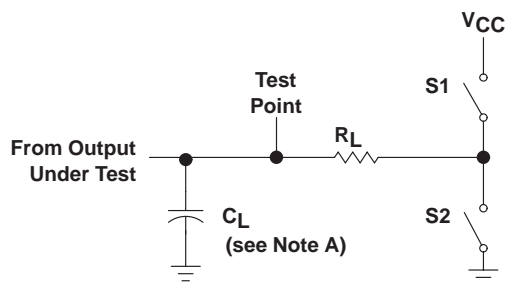 VCC
S1
Test
Point
RL
From Output
Under Test
CL
(see Note A)
S2